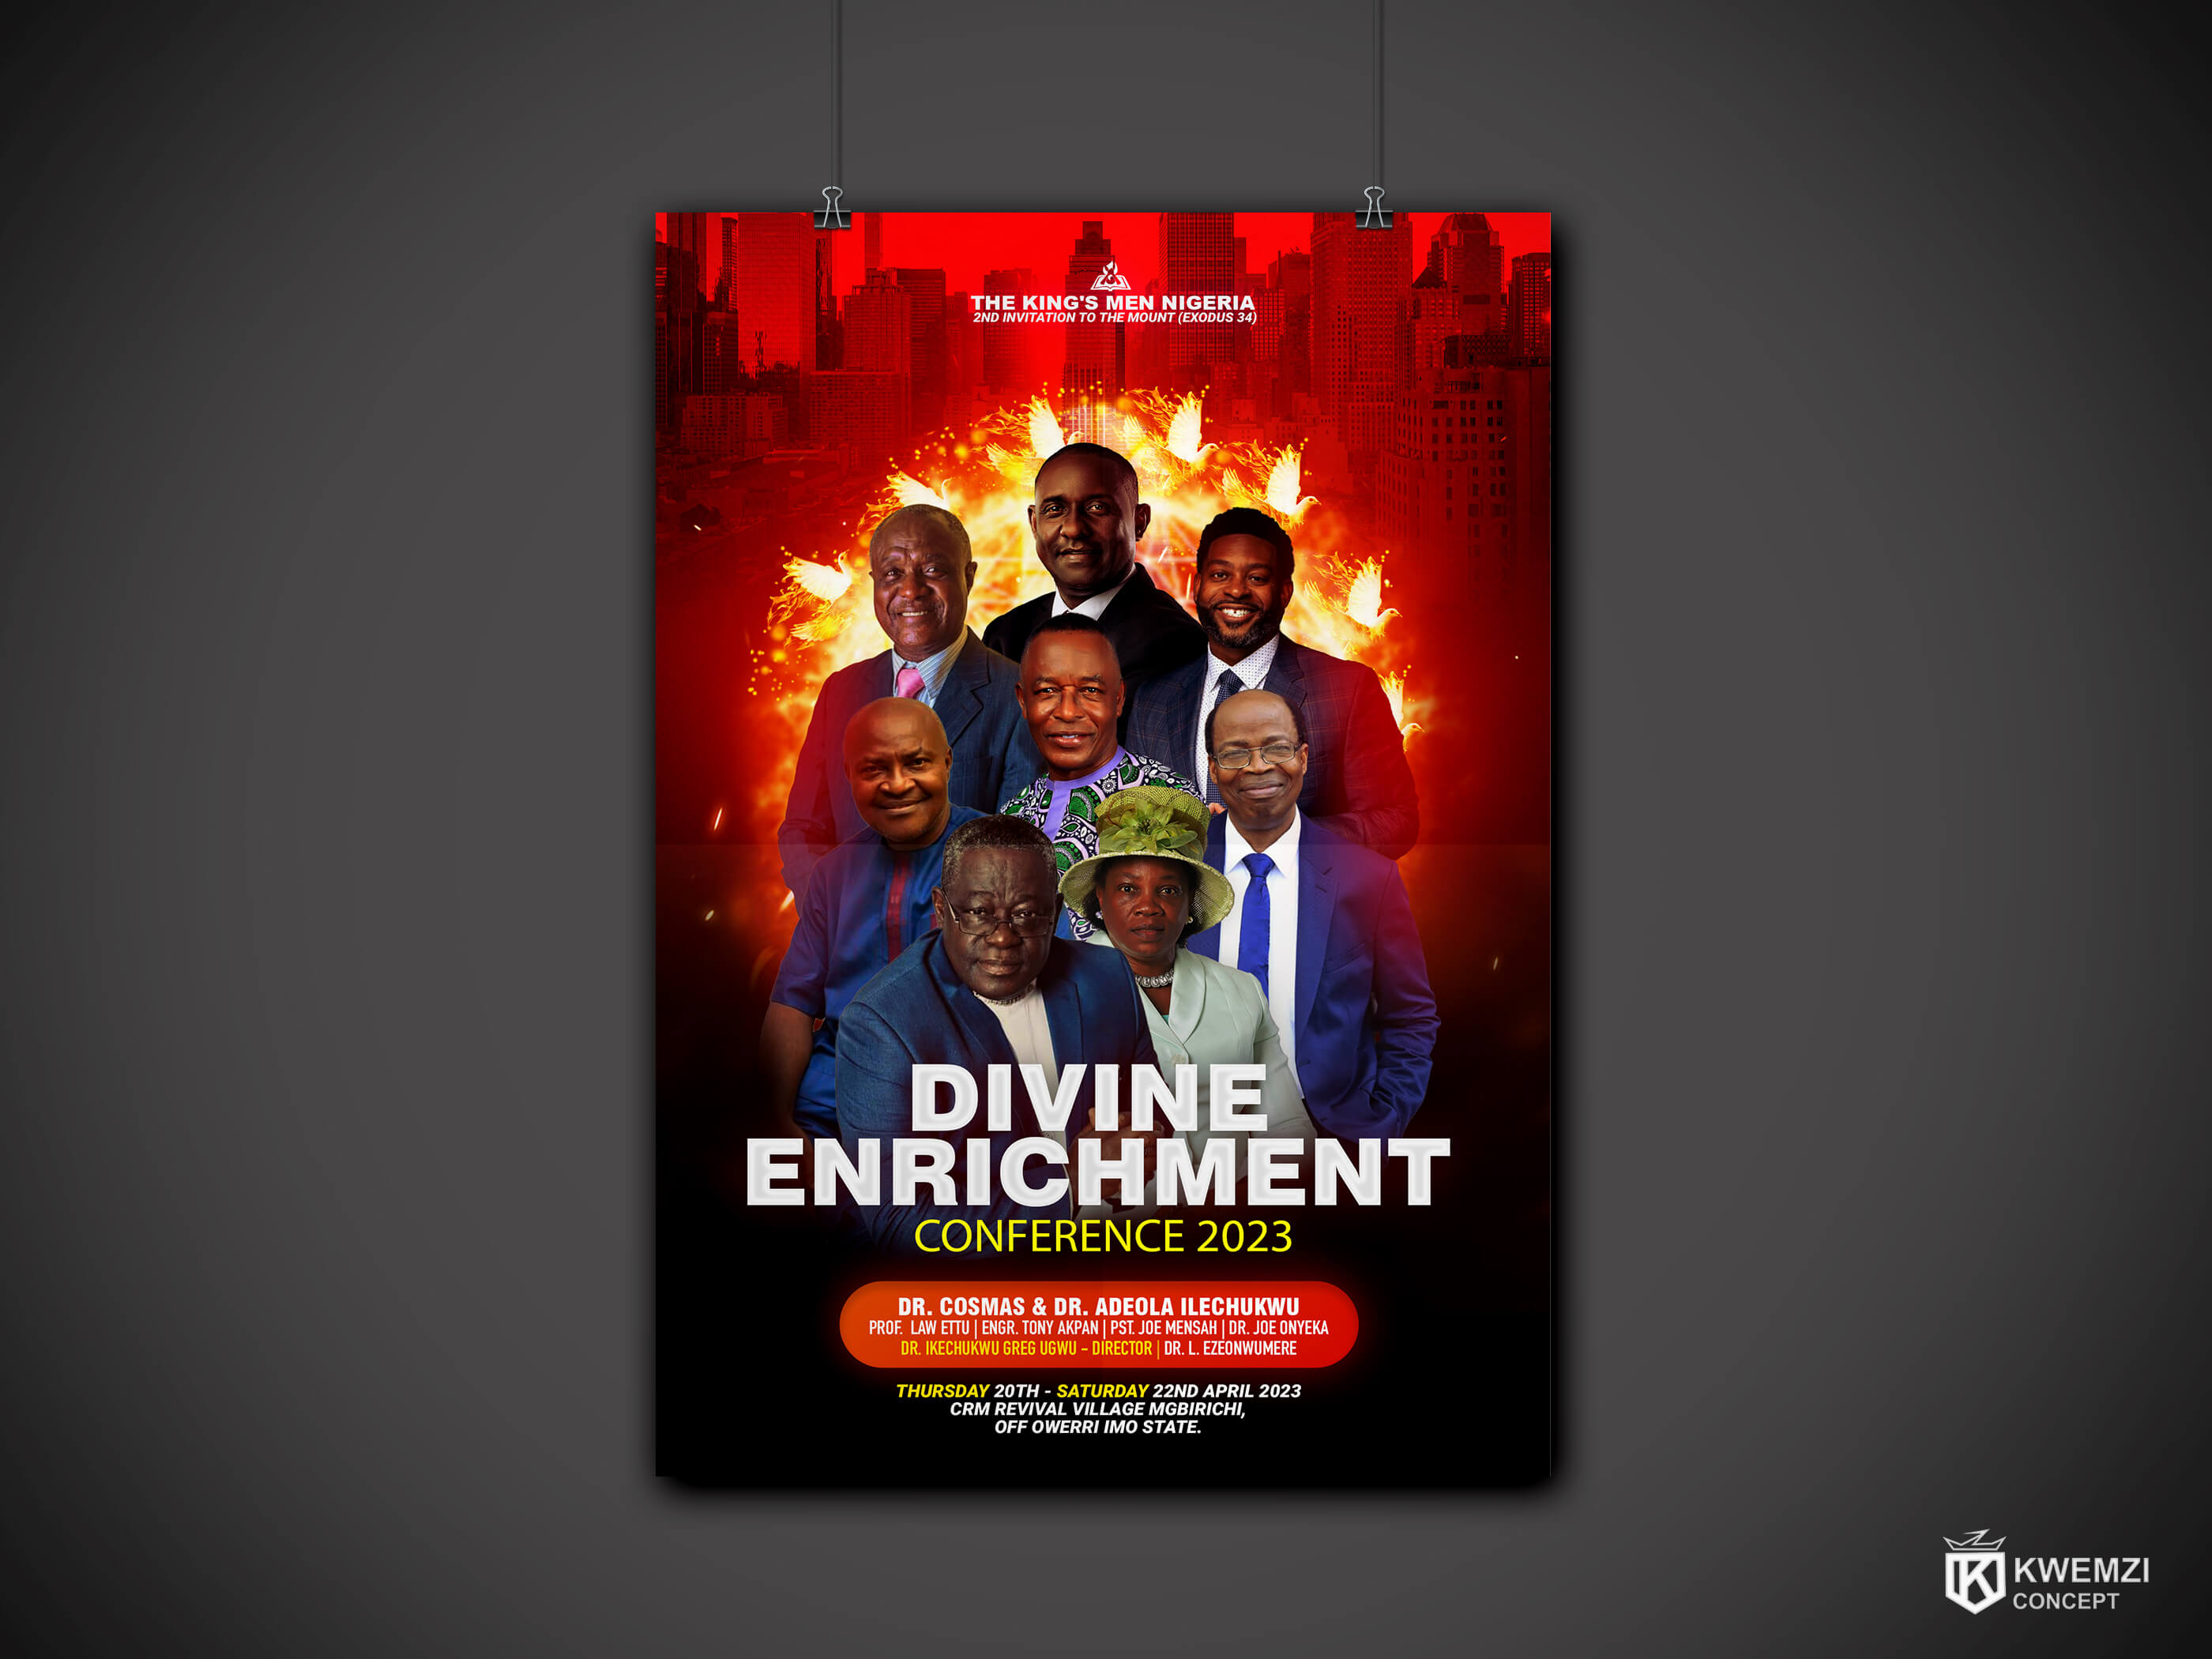 THE KING'S MEN NIGERIA
2ND INVITATION TO THE MOUNT (EXODUS 34)
DIVINE
ENRICHMENT
CONFERENCE 2023
DR. COSMAS & DR. ADEOLA ILECHUKWU
PROF. LAW ETTU | ENGR. TONY AKPAN | PST. JOE MENSAH | DR. JOE ONYEKA
DR. IKECHUKWU GREG UGWU - DIRECTOR | DR. L. EZEONWUMERE
THURSDAY 20TH - SATURDAY 22ND APRIL 2023
CRM REVIVAL VILLAGE MGBIRICHI,
OFF OWERRI IMO STATE.
KWEMZI
CONCEPT